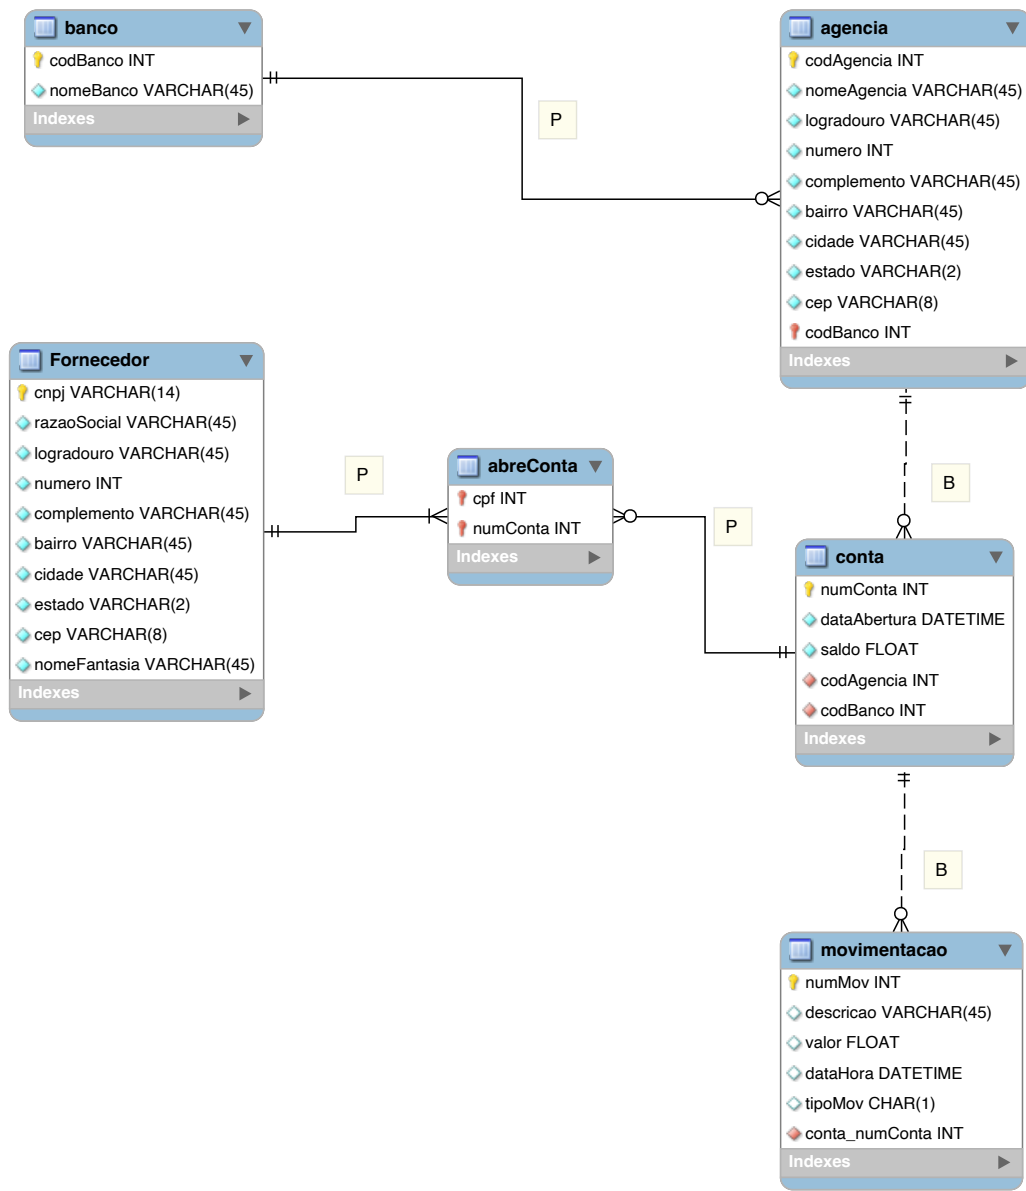 banco
codBanco INT
nomeBanco VARCHAR(45)
Indexes
P
agencia
codAgencia INT
nomeAgencia VARCHAR(45)
logradouro VARCHAR(45)
numero INT
complemento VARCHAR(45)
bairro VARCHAR(45)
cidade VARCHAR(45)
estado VARCHAR(2)
cep VARCHAR(8)
codBanco INT
Indexes
Fornecedor
cnpj VARCHAR(14)
razaoSocial VARCHAR(45)
logradouro VARCHAR(45)
numero INT
complemento VARCHAR(45)
bairro VARCHAR(45)
cidade VARCHAR(45)
estado VARCHAR(2)
cep VARCHAR(8)
nomeFantasia VARCHAR(45)
Indexes
P
abreConta
cpf INT
numConta INT
Indexes
P
B
conta
numConta INT
dataAbertura DATETIME
saldo FLOAT
codAgencia INT
codBanco INT
Indexes
B
movimentacao
numMov INT
descricao VARCHAR(45)
valor FLOAT
dataHora DATETIME
tipoMov CHAR(1)
conta_numConta INT
Indexes